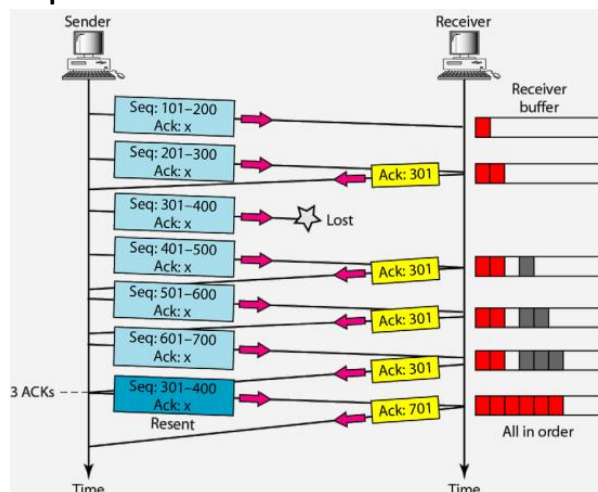 Sender
Receiver
Receiver
buffer
Seq: 101–200
Ack: x
Seq: 201–300
Ack: x
Ack: 301
Seq: 301–400
Ack: x
Lost
Seq: 401–500
Ack: x
Ack: 301
Seq: 501–600
Ack: x
Ack: 301
Seq: 601–700
Ack: x
Ack: 301
3 ACKs
Seq: 301–400
Ack: x
Resent
Ack: 701
All in order
Time
Time